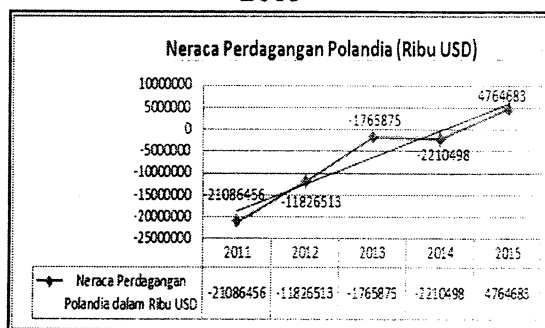 Neraca Perdagangan Polandia (Ribu USD)
10000000
5000000
0
-5000000
-10000000
-15000000
-20000000
-25000000
-21086456
-11826513
-1765875
-2210498
4764683
2011 2012 2013 2014 2015
Neraca Perdagangan
Polandia dalam Ribu USD
-21086456 -11826513 -1765875 -2210498 4764683